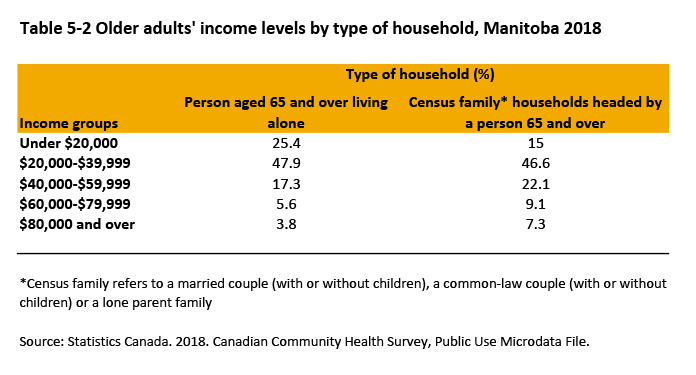 Table 5-2 Older adults' income levels by type of household, Manitoba 2018
Type of household (%)
Income groups Person aged 65 and over living alone Census family* households headed by a person 65 and over
Under $20,000 25.4 15
$20,000-$39,999 47.9 46.6
$40,000-$59,999 17.3 22.1
$60,000-$79,999 5.6 9.1
$80,000 and over 3.8 7.3
*Census family refers to a married couple (with or without children), a common-law couple (with or without
children) or a lone parent family
Source: Statistics Canada. 2018. Canadian Community Health Survey, Public Use Microdata File.